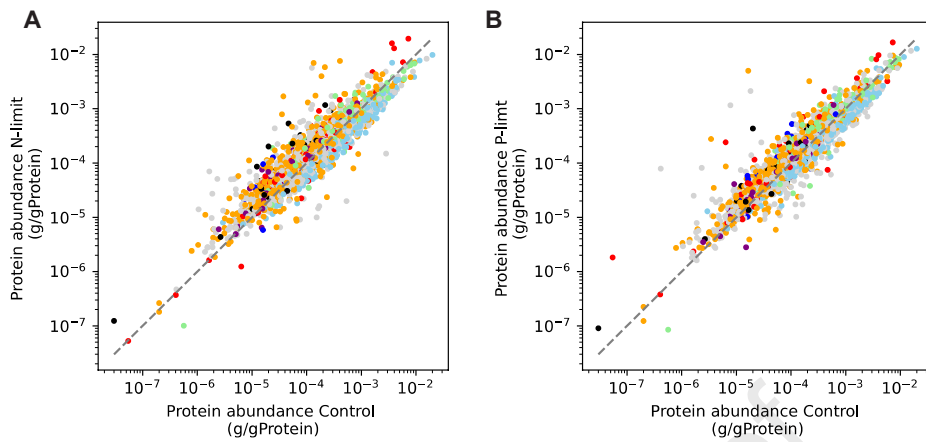 A
B
Protein abundance N-limit
(g/gProtein)
10⁻²
10⁻³
10⁻⁴
10⁻⁵
10⁻⁶
10⁻⁷
10⁻⁷ 10⁻⁶ 10⁻⁵ 10⁻⁴ 10⁻³ 10⁻²
Protein abundance Control
(g/gProtein)
Protein abundance P-limt
(g/gProtein)
10⁻²
10⁻³
10⁻⁴
10⁻⁵
10⁻⁶
10⁻⁷
10⁻⁷ 10⁻⁶ 10⁻⁵ 10⁻⁴ 10⁻³ 10⁻²
Protein abundance Control
(g/gProtein)